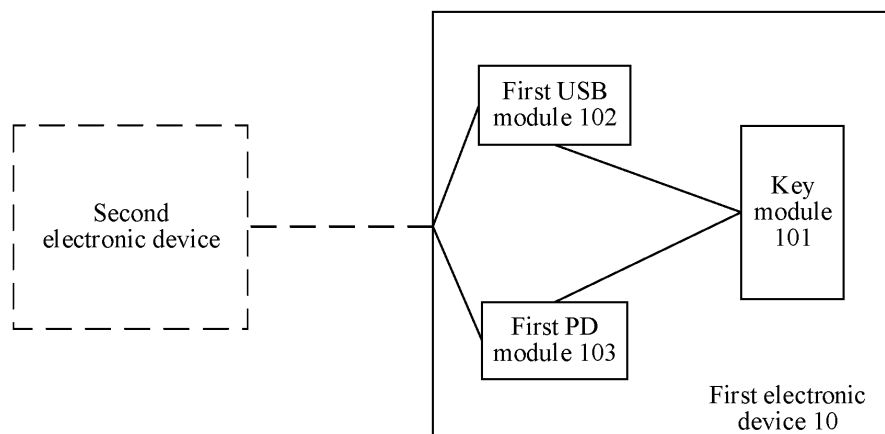 First USB
module 102
Second
electronic device
Key
module
101
First PD
module 103
First electronic
device 10